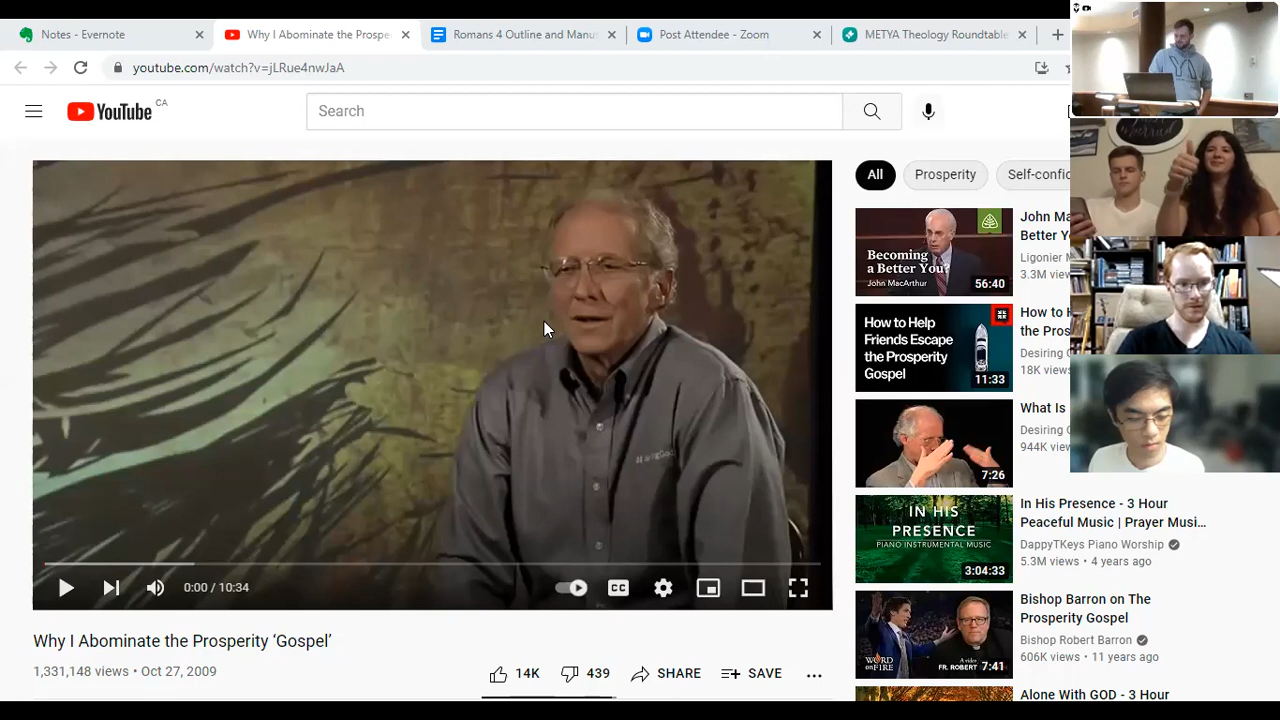 Notes - Evernote
Why I Abominate the Prospe
Romans 4 Outline and Manu
Post Attendee - Zoom
METYA Theology Roundtable
youtube.com/watch?v=jLRue4nwJaA
YouTube CA
Search
All
Prosperity
Self-confid
Becoming
a Better You?
John MacArthur
56:40
John Ma
Better Y
Ligonier M
3.3M view
How to Help
Friends Escape
the Prosperity
Gospel
11:33
How to H
the Pros
Desiring G
18K views
7:26
What Is
Desiring G
944K view
IN HIS
PRESENCE
PIANO INSTRUMENTAL MUSIC
3:04:33
In His Presence - 3 Hour
Peaceful Music | Prayer Musi...
DappyTKeys Piano Worship
5.3M views • 4 years ago
WORD
on FIRE
A video
FR. ROBERT
7:41
Bishop Barron on The
Prosperity Gospel
Bishop Robert Barron
606K views • 11 years ago
Alone With GOD - 3 Hour
0:00 / 10:34
CC
Why I Abominate the Prosperity ‘Gospel’
1,331,148 views • Oct 27, 2009
14K
439
SHARE
SAVE